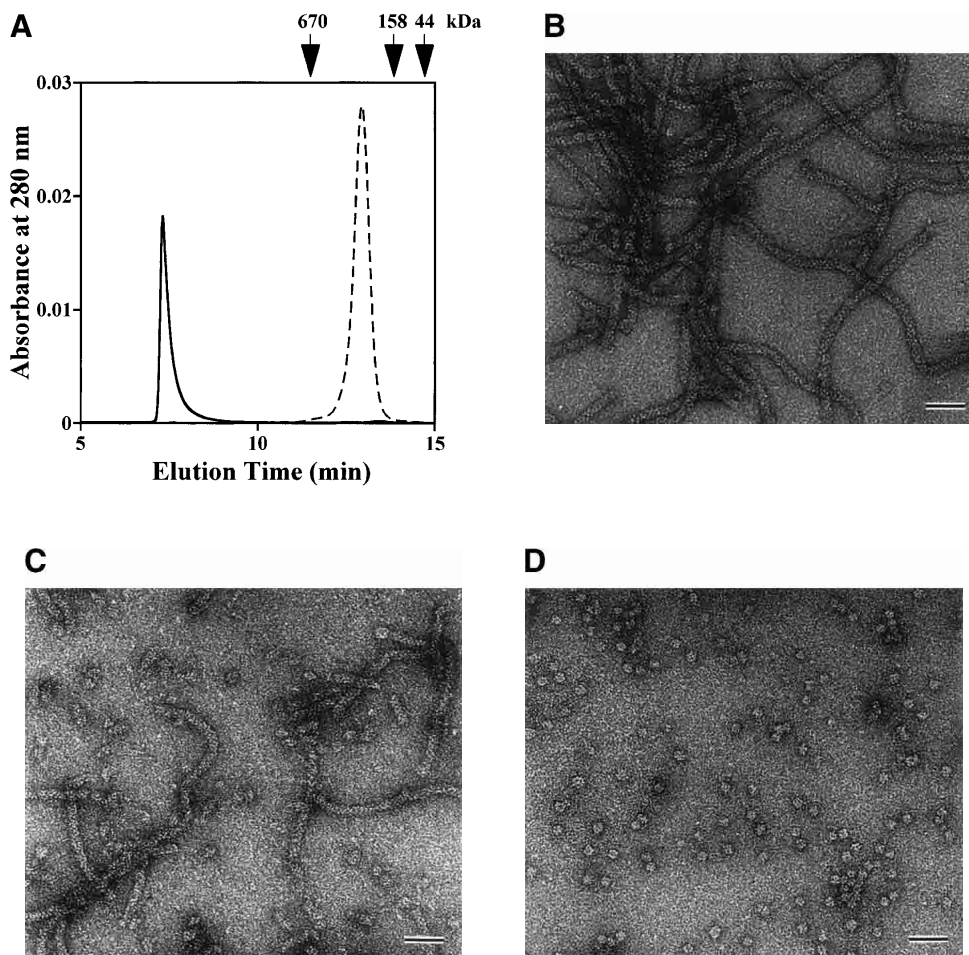 A
670 158 44 kDa
B
0.03
0.02
0.01
0
Absorbance at 280 nm
5 10 15
Elution Time (min)
C
D